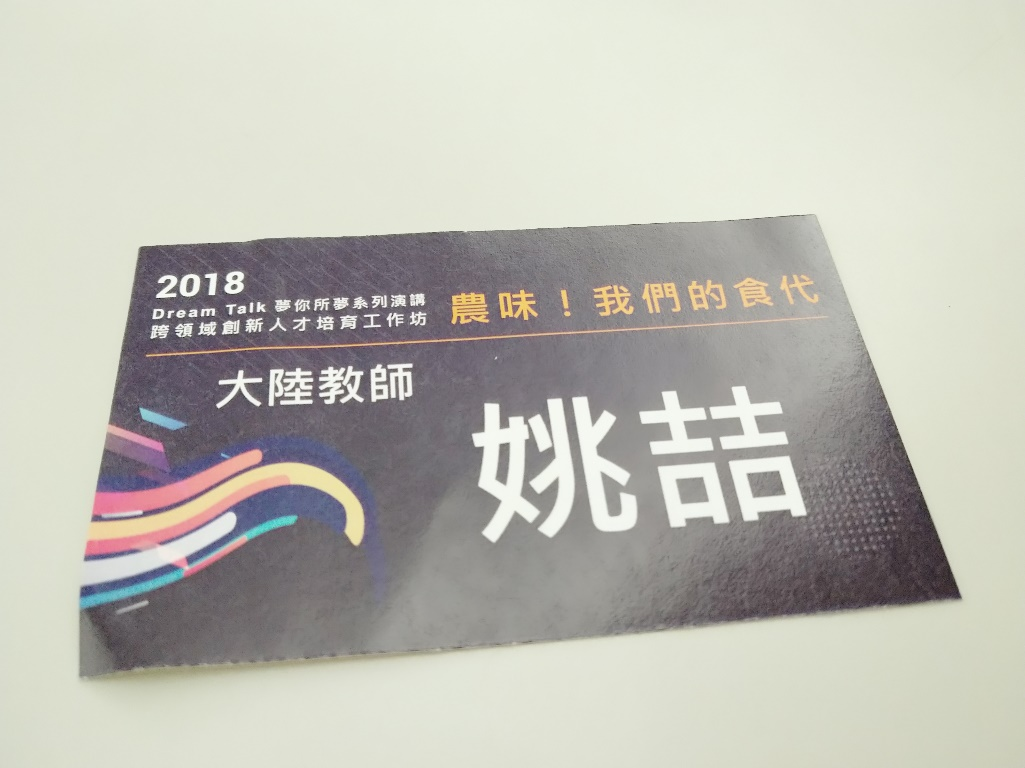 2018
Dream Talk 夢你所夢系列演講
跨領域創新人才培育工作坊
農味！我們的食代
大陸教師
姚喆